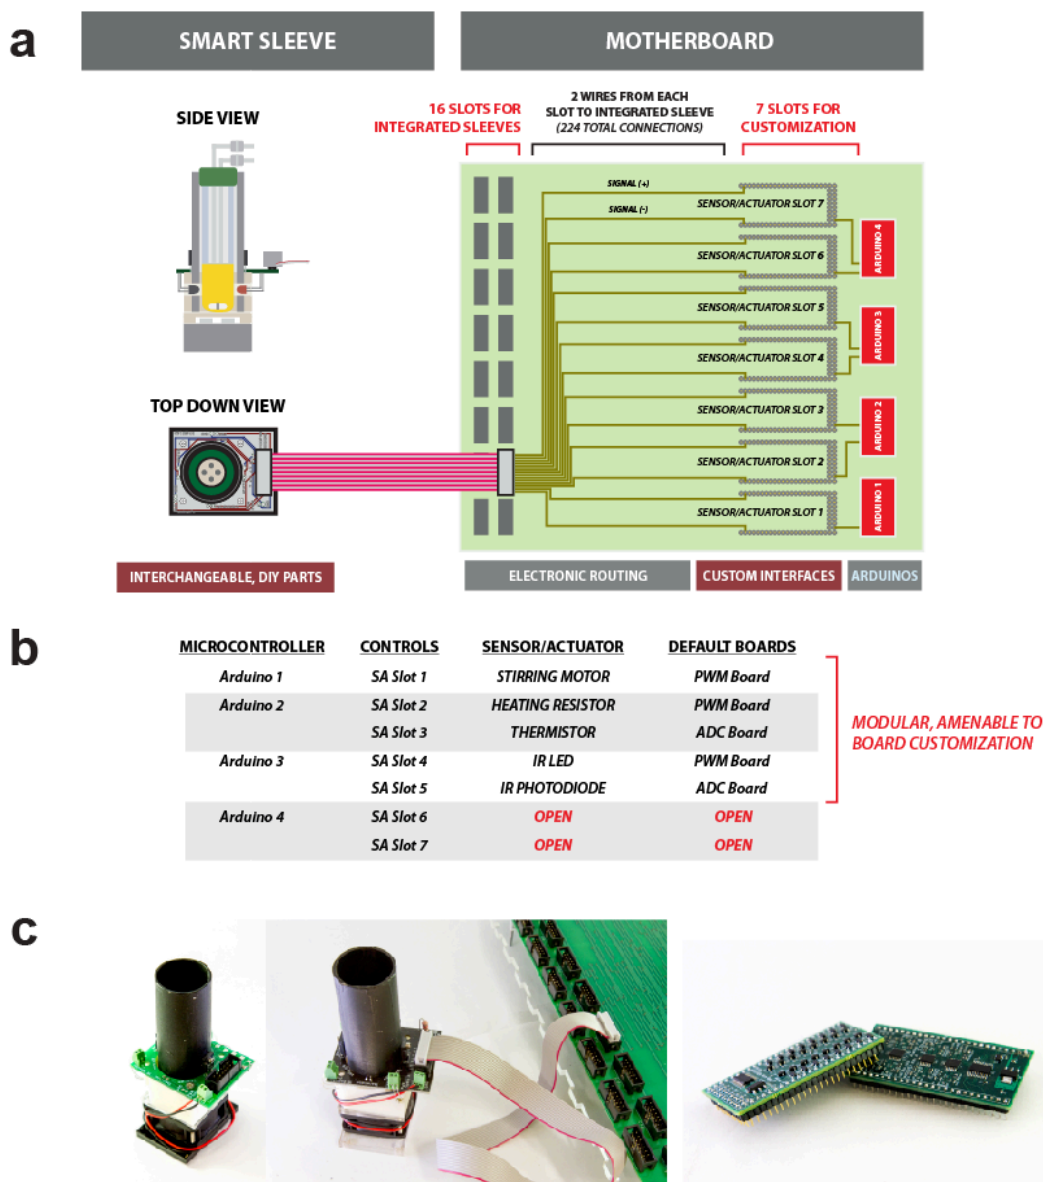 a
SMART SLEEVE
MOTHERBOARD
SIDE VIEW
16 SLOTS FOR
INTEGRATED SLEEVES
2 WIRES FROM EACH
SLOT TO INTEGRATED SLEEVE
(224 TOTAL CONNECTIONS)
7 SLOTS FOR
CUSTOMIZATION
SIGNAL (+)
SIGNAL (-)
SENSOR/ACTUATOR SLOT 7
SENSOR/ACTUATOR SLOT 6
SENSOR/ACTUATOR SLOT 5
SENSOR/ACTUATOR SLOT 4
SENSOR/ACTUATOR SLOT 3
SENSOR/ACTUATOR SLOT 2
SENSOR/ACTUATOR SLOT 1
ARDUINO 4
ARDUINO 3
ARDUINO 2
ARDUINO 1
TOP DOWN VIEW
INTERCHANGEABLE, DIY PARTS
ELECTRONIC ROUTING
CUSTOM INTERFACES
ARDUINOS
b
MICROCONTROLLER CONTROLS SENSOR/ACTUATOR DEFAULT BOARDS
Arduino 1 SA Slot 1 STIRRING MOTOR PWM Board
Arduino 2 SA Slot 2 HEATING RESISTOR PWM Board
SA Slot 3 THERMISTOR ADC Board
Arduino 3 SA Slot 4 IR LED PWM Board
SA Slot 5 IR PHOTODIODE ADC Board
Arduino 4 SA Slot 6 OPEN OPEN
SA Slot 7 OPEN OPEN
MODULAR, AMENABLE TO
BOARD CUSTOMIZATION
c